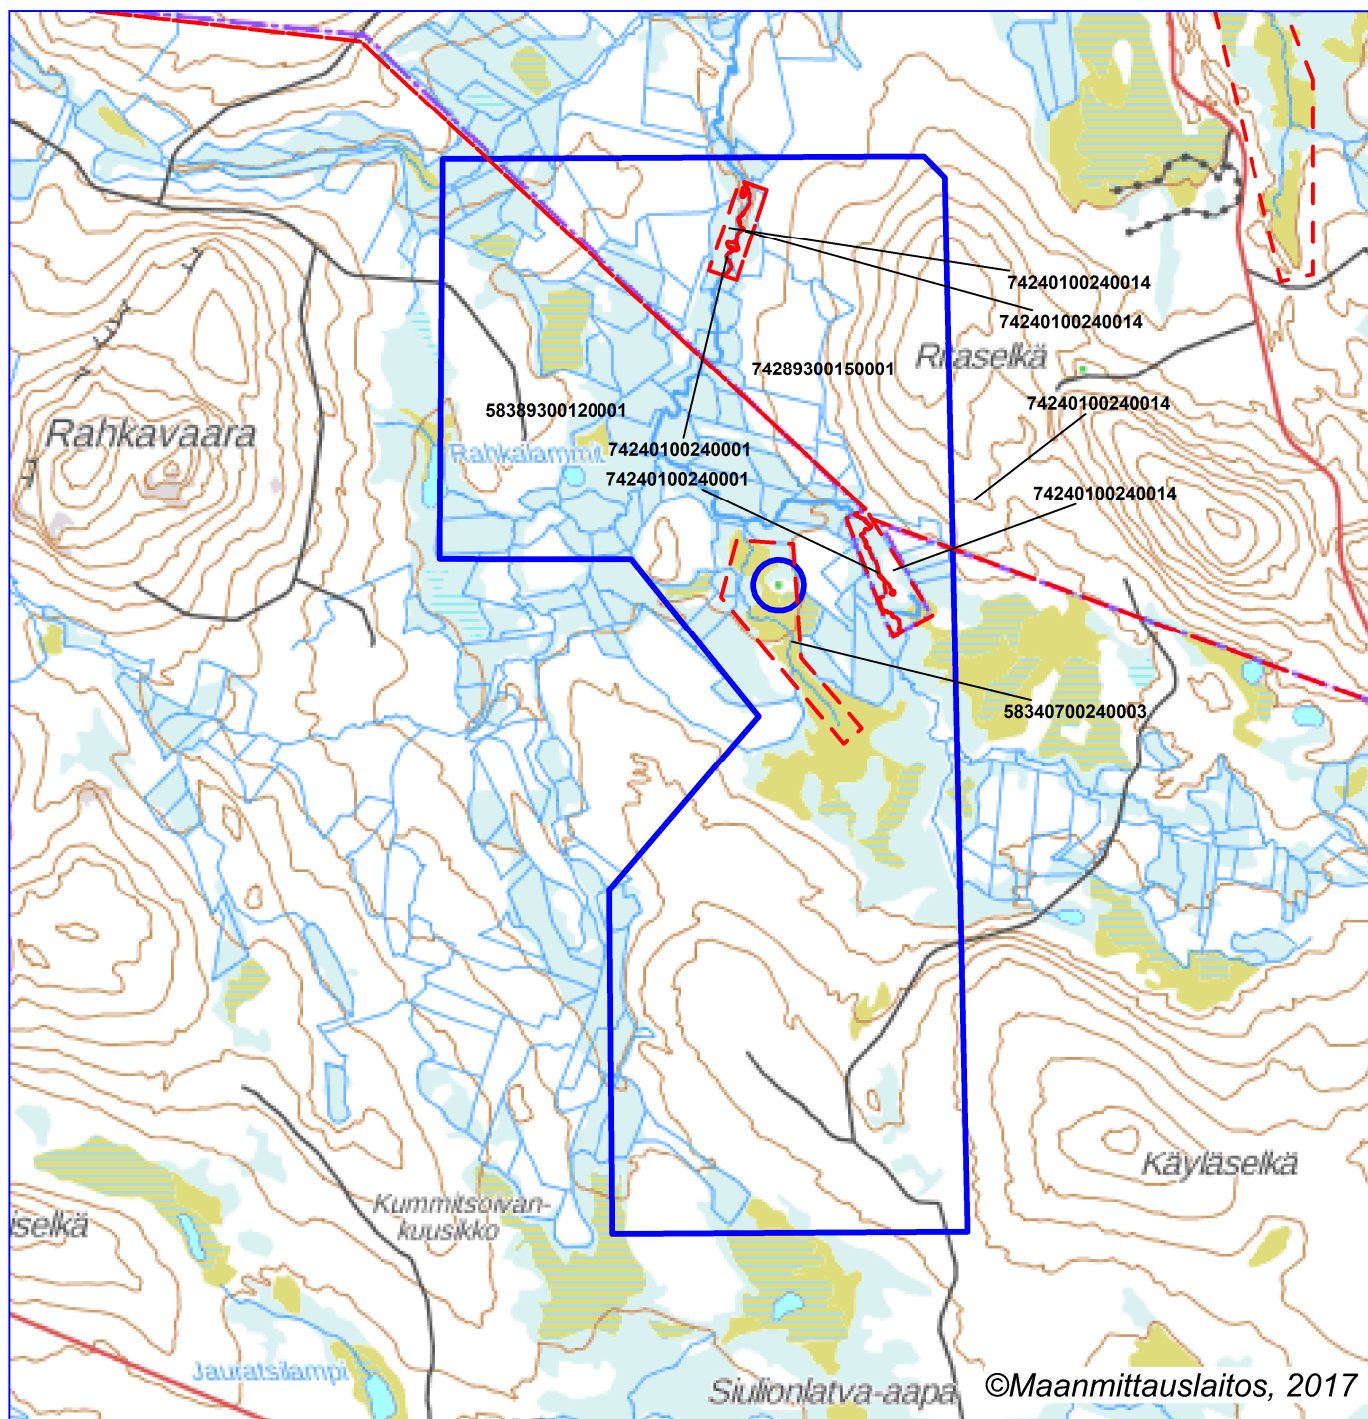 74240100240014
74240100240014
Riiaselkä
74289300150001
74240100240014
58389300120001
Rahkavaara
Rahkalammit
74240100240001
74240100240001
74240100240014
58340700240003
Käyläselkä
Kummitsoivan-
kuusikko
iselkä
Jauratsilampi
Siulionlatva-aapa
©Maanmittauslaitos, 2017